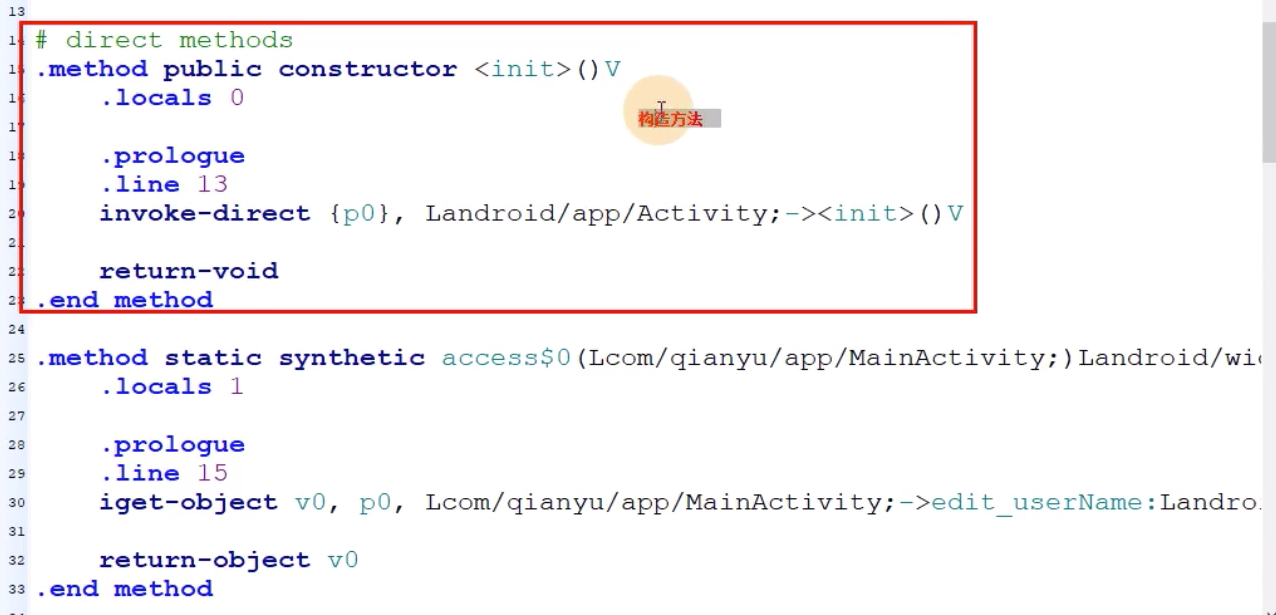 13
14 # direct methods
15 .method public constructor <init>()V
16     .locals 0
构造方法
17
18     .prologue
19     .line 13
20     invoke-direct {p0}, Landroid/app/Activity;-><init>()V
21
22     return-void
23 .end method
24
25 .method static synthetic access$0(Lcom/qianyu/app/MainActivity;)Landroid/wi
26     .locals 1
27
28     .prologue
29     .line 15
30     iget-object v0, p0, Lcom/qianyu/app/MainActivity;->edit_userName:Landro
31
32     return-object v0
33 .end method